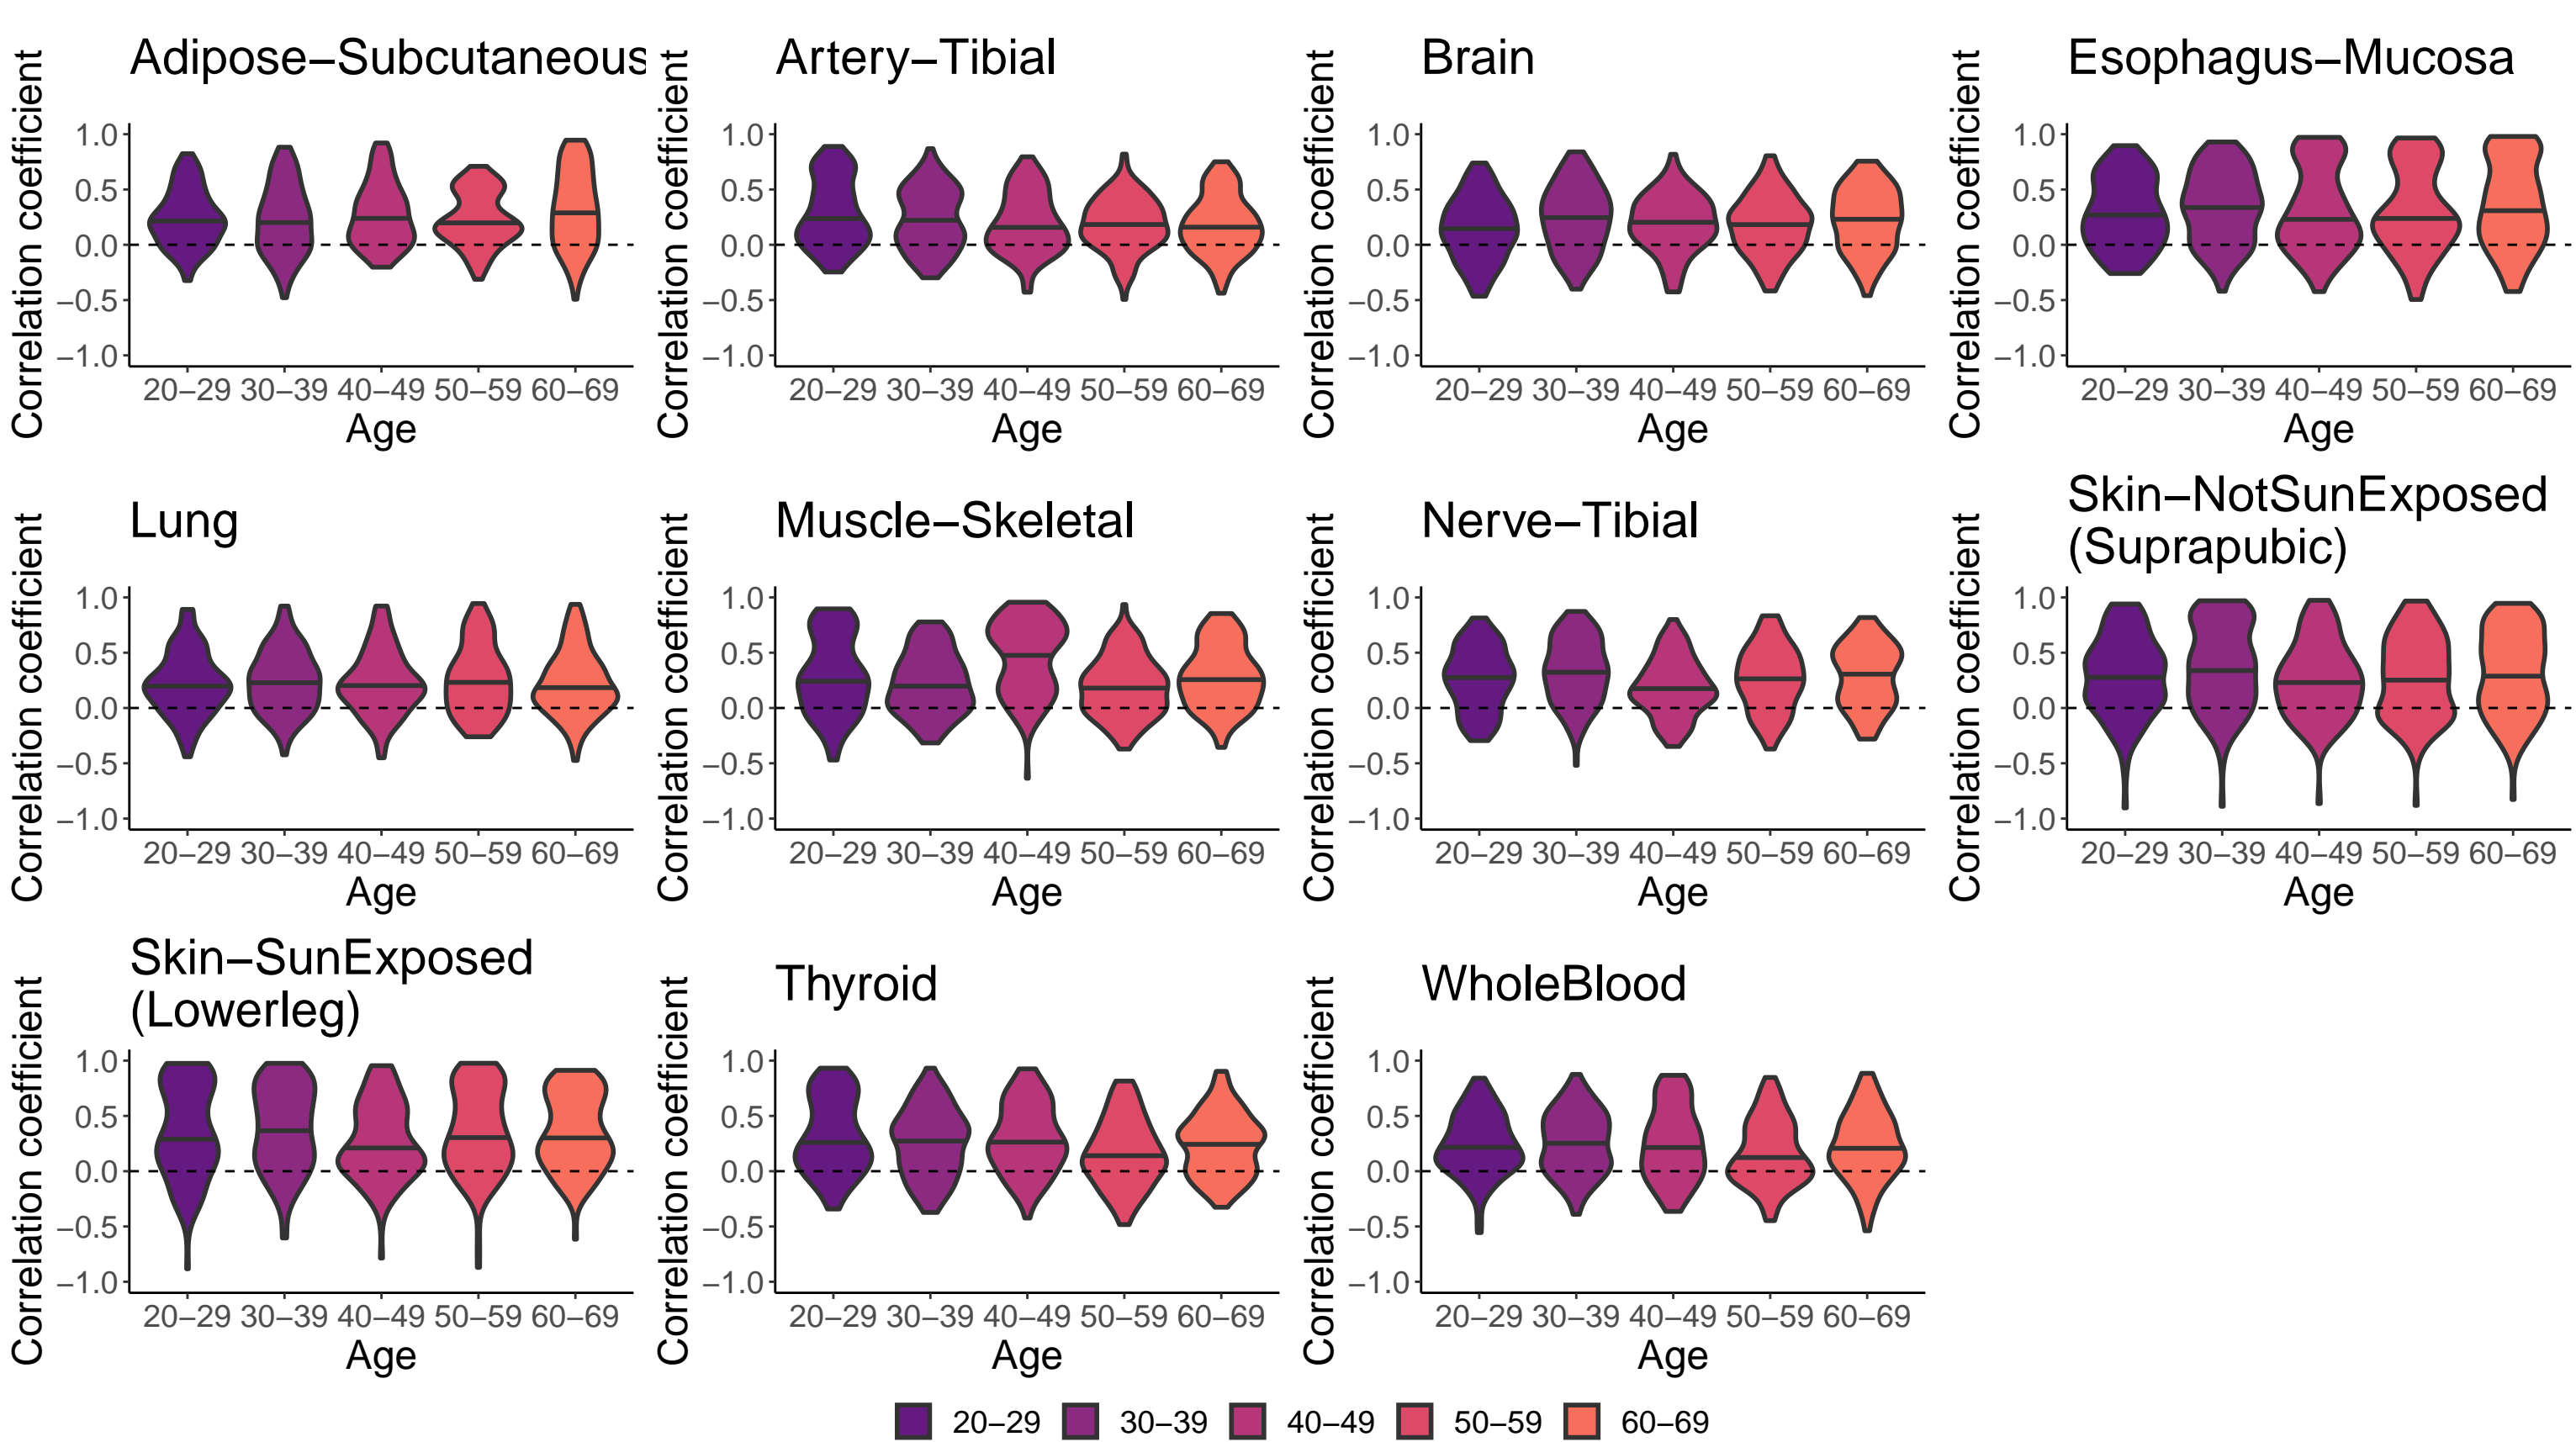 Adipose−Subcutaneous
Correlation coefficient
1.0
0.5
0.0
−0.5
−1.0
20−29 30−39 40−49 50−59 60−69
Age
Artery−Tibial
Correlation coefficient
1.0
0.5
0.0
−0.5
−1.0
20−29 30−39 40−49 50−59 60−69
Age
Brain
Correlation coefficient
1.0
0.5
0.0
−0.5
−1.0
20−29 30−39 40−49 50−59 60−69
Age
Esophagus−Mucosa
Correlation coefficient
1.0
0.5
0.0
−0.5
−1.0
20−29 30−39 40−49 50−59 60−69
Age
Lung
Correlation coefficient
1.0
0.5
0.0
−0.5
−1.0
20−29 30−39 40−49 50−59 60−69
Age
Muscle−Skeletal
Correlation coefficient
1.0
0.5
0.0
−0.5
−1.0
20−29 30−39 40−49 50−59 60−69
Age
Nerve−Tibial
Correlation coefficient
1.0
0.5
0.0
−0.5
−1.0
20−29 30−39 40−49 50−59 60−69
Age
Skin−NotSunExposed
(Suprapubic)
Correlation coefficient
1.0
0.5
0.0
−0.5
−1.0
20−29 30−39 40−49 50−59 60−69
Age
Skin−SunExposed
(Lowerleg)
Correlation coefficient
1.0
0.5
0.0
−0.5
−1.0
20−29 30−39 40−49 50−59 60−69
Age
Thyroid
Correlation coefficient
1.0
0.5
0.0
−0.5
−1.0
20−29 30−39 40−49 50−59 60−69
Age
WholeBlood
Correlation coefficient
1.0
0.5
0.0
−0.5
−1.0
20−29 30−39 40−49 50−59 60−69
Age
20−29 30−39 40−49 50−59 60−69